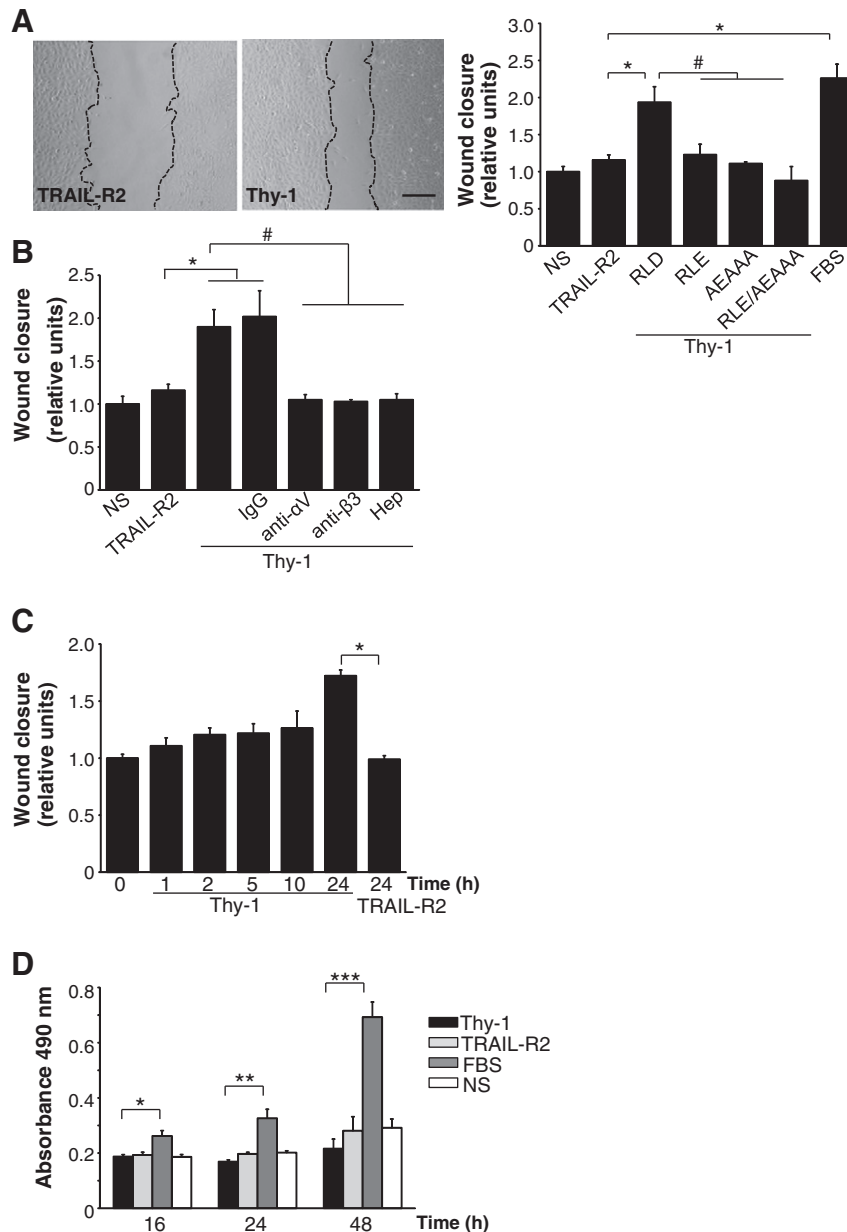 A
TRAIL-R2
Thy-1
Wound closure
(relative units)
3.0
2.5
2.0
1.5
1.0
0.5
0
*
*
#
NS
TRAIL-R2
RLD
RLE
AEAAA
RLE/AEAAA
FBS
Thy-1
B
Wound closure
(relative units)
2.5
2.0
1.5
1.0
0.5
0
*
#
NS
TRAIL-R2
IgG
anti-αV
anti-β3
Hep
Thy-1
C
Wound closure
(relative units)
2.0
1.5
1.0
0.5
0
*
0 1 2 5 10 24 24 Time (h)
Thy-1 TRAIL-R2
D
Absorbance 490 nm
0.8
0.6
0.4
0.2
0
*
**
***
Thy-1
TRAIL-R2
FBS
NS
16 24 48 Time (h)